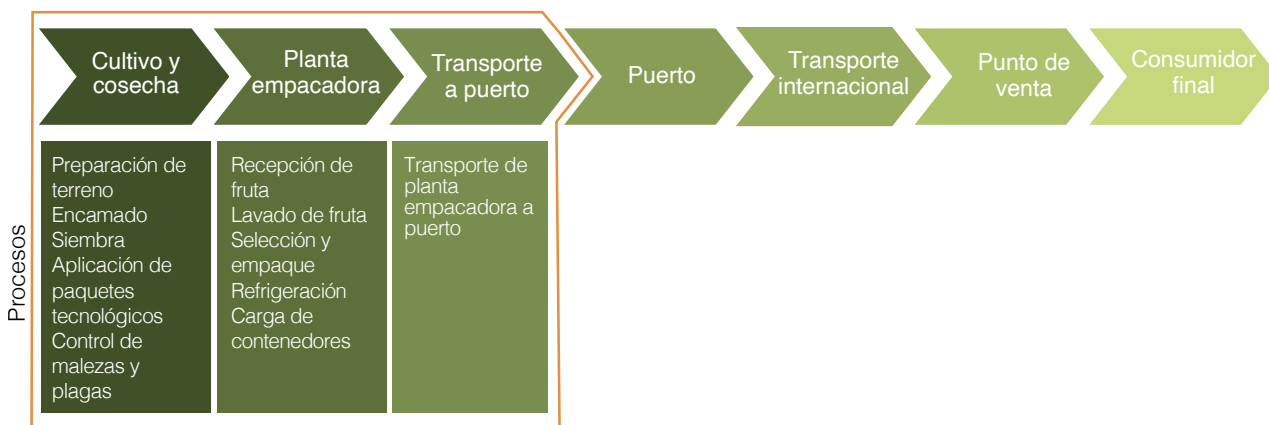 Cultivo y
cosecha
Planta
empacadora
Transporte
a puerto
Puerto
Transporte
internacional
Punto de
venta
Consumidor
final
Procesos
Preparación de
terreno
Encamado
Siembra
Aplicación de
paquetes
tecnológicos
Control de
malezas y
plagas
Recepción de
fruta
Lavado de fruta
Selección y
empaque
Refrigeración
Carga de
contenedores
Transporte de
planta
empacadora a
puerto